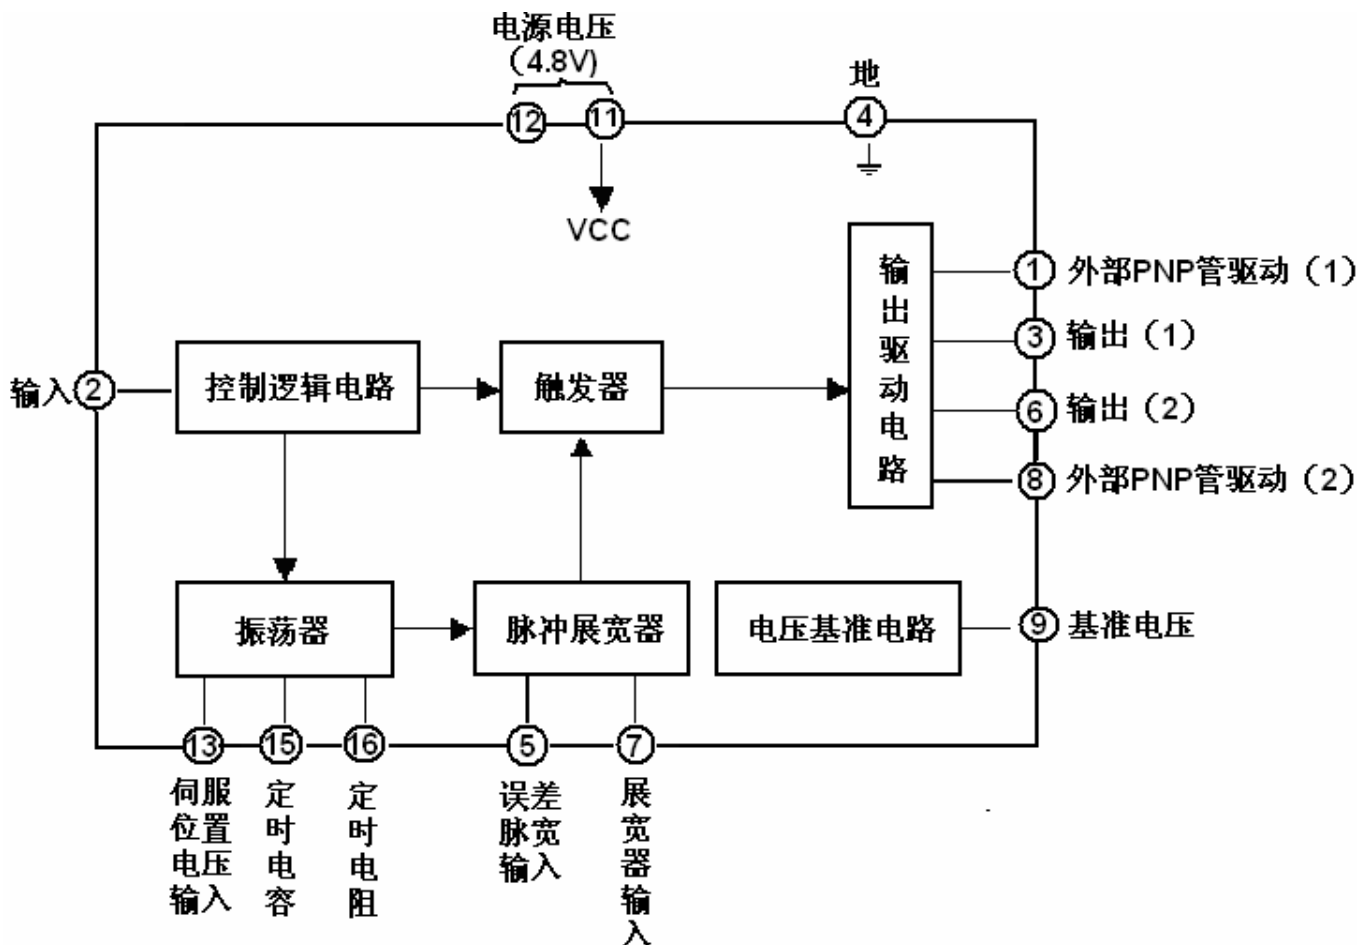 电源电压
（4.8V)
12
11
地
4
VCC
输出驱动电路
1 外部PNP管驱动（1）
3 输出（1）
6 输出（2）
8 外部PNP管驱动（2）
输入 2
控制逻辑电路
触发器
振荡器
脉冲展宽器
电压基准电路
9 基准电压
13
15
16
5
7
伺服
位置
电压
输入
定时电容
定时电阻
误差
脉宽
输入
展宽器输入